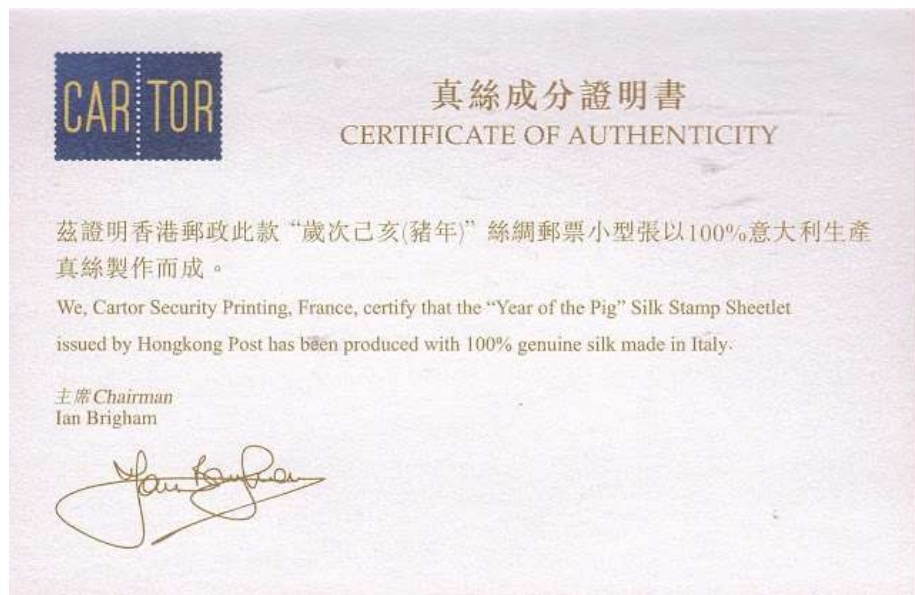 CARTOR
真絲成分證明書
CERTIFICATE OF AUTHENTICITY
茲證明香港郵政此款“歲次己亥(豬年)”絲綢郵票小型張以100%意大利生產
真絲製作而成。
We, Cartor Security Printing, France, certify that the “Year of the Pig” Silk Stamp Sheetlet
issued by Hongkong Post has been produced with 100% genuine silk made in Italy.
主席 Chairman
Ian Brigham